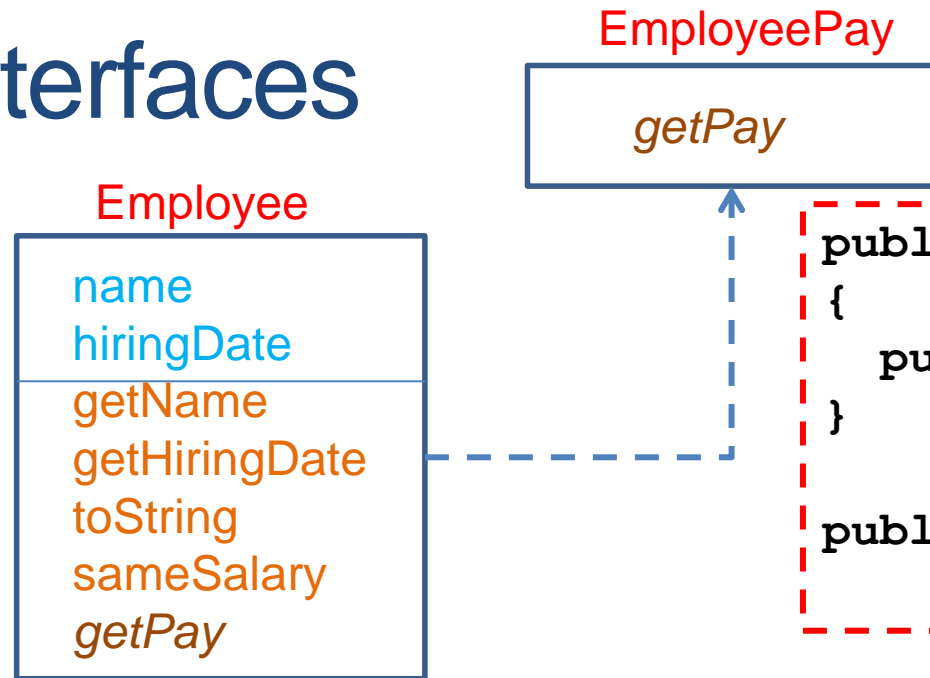 terfaces
EmployeePay
getPay
Employee
name
hiringDate
getName
getHiringDate
toString
sameSalary
getPay
publ
{
pu
}
publ